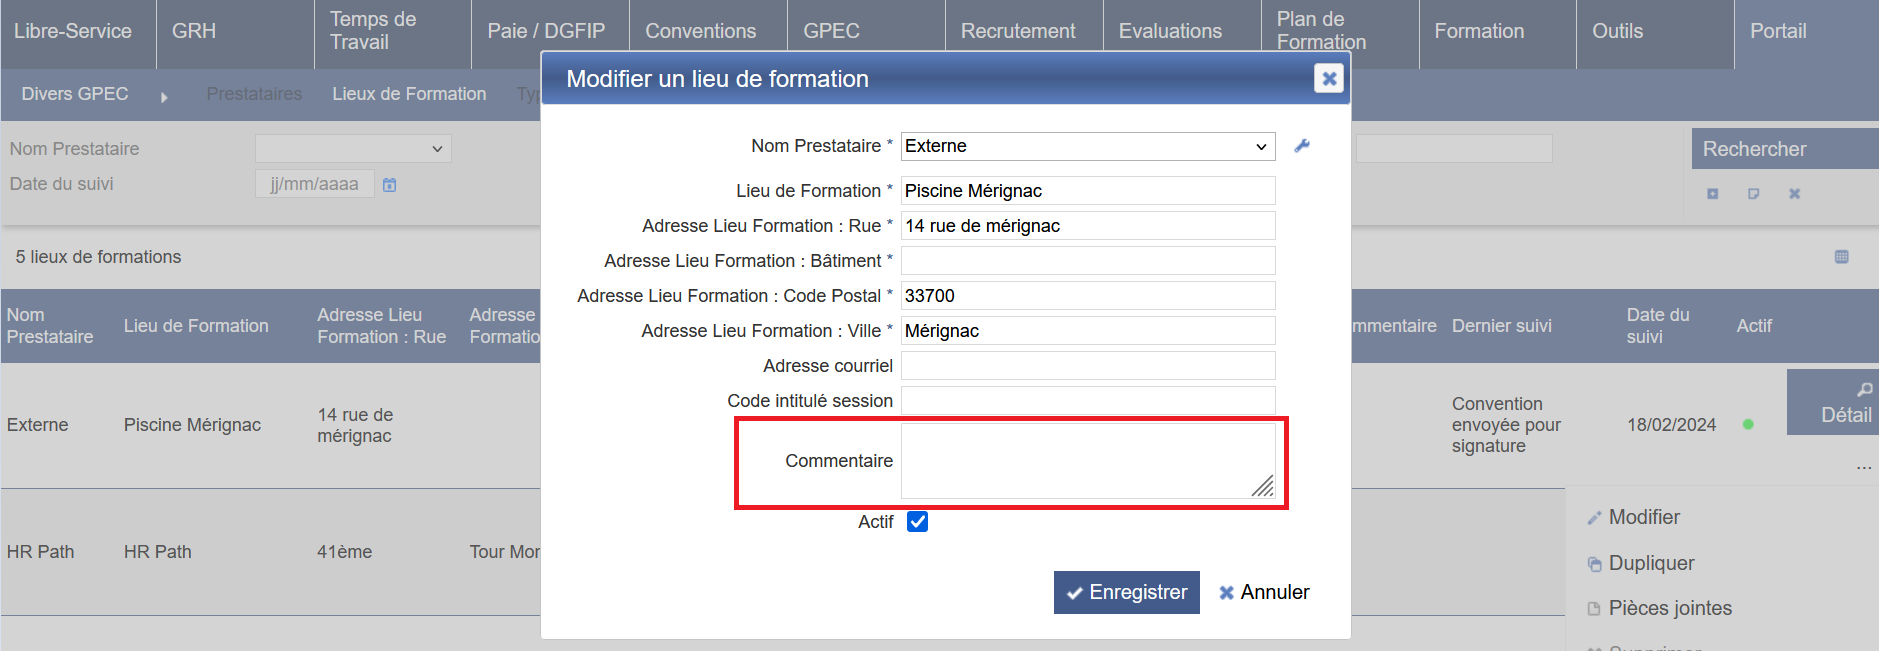 Libre-Service
GRH
Temps de
Travail
Paie / DGFIP
Conventions
GPEC
Recrutement
Evaluations
Plan de
Formation
Formation
Outils
Portail
Divers GPEC
Prestataires
Lieux de Formation
Nom Prestataire
Date du suivi
jj/mm/aaaa
Rechercher
5 lieux de formations
Nom
Prestataire
Lieu de Formation
Adresse Lieu
Formation : Rue
Adresse
Formatio
mmentaire
Dernier suivi
Date du
suivi
Actif
Externe
Piscine Mérignac
14 rue de
mérignac
Convention
envoyée pour
signature
18/02/2024
Détail
...
HR Path
HR Path
41ème
Tour Mor
Modifier
Dupliquer
Pièces jointes
Supprimer
Modifier un lieu de formation
Nom Prestataire * Externe
Lieu de Formation * Piscine Mérignac
Adresse Lieu Formation : Rue * 14 rue de mérignac
Adresse Lieu Formation : Bâtiment *
Adresse Lieu Formation : Code Postal * 33700
Adresse Lieu Formation : Ville * Mérignac
Adresse courriel
Code intitulé session
Commentaire
Actif
Enregistrer
Annuler